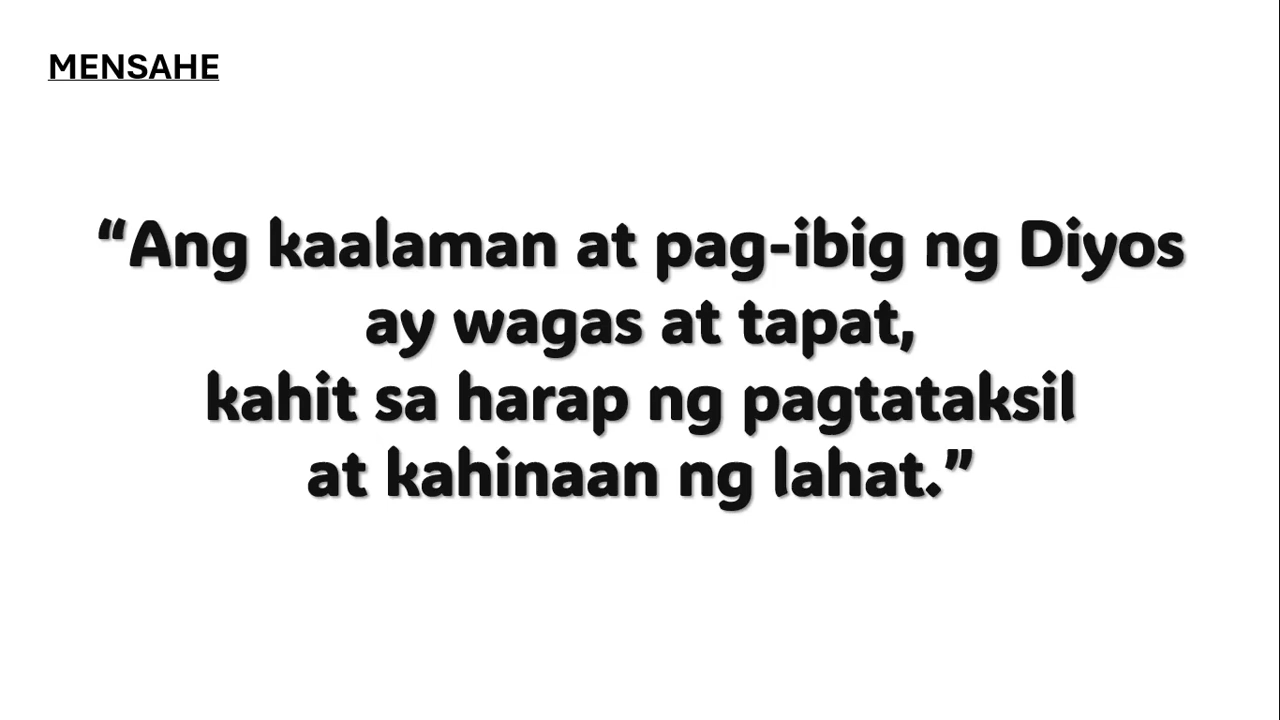 MENSAHE
“Ang kaalaman at pag-ibig ng Diyos
ay wagas at tapat,
kahit sa harap ng pagtataksil
at kahinaan ng lahat.”